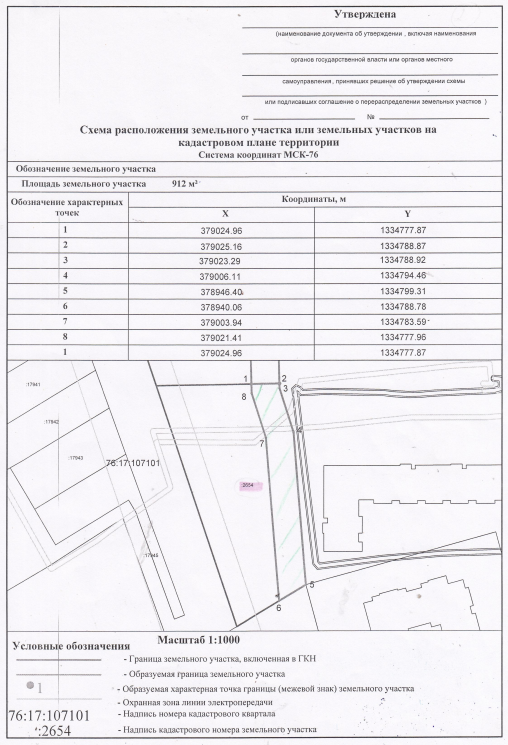 Утверждена
(наименование документа об утверждении , включая наименования
органов государственной власти или органов местного
самоуправления , принявших решение об утверждении схемы
или подписавших соглашение о перераспределении земельных участков )
от № 
Схема расположения земельного участка или земельных участков на
кадастровом плане территории
Система координат МСК-76
Обозначение земельного участка
Площадь земельного участка 912 м²
Обозначение характерных точек Координаты, м
X Y
1 379024.96 1334777.87
2 379025.16 1334788.87
3 379023.29 1334788.92
4 379006.11 1334794.46
5 378946.40 1334799.31
6 378940.06 1334788.78
7 379003.94 1334783.59
8 379021.41 1334777.96
1 379024.96 1334777.87
:17941
1
2
3
8
:17942
4
7
:17943
76:17:107101
2654
:17945
5
6
Масштаб 1:1000
Условные обозначения
- Граница земельного участка, включенная в ГКН
- Образуемая граница земельного участка
1 - Образуемая характерная точка границы (межевой знак) земельного участка
- Охранная зона линии электропередачи
76:17:107101 - Надпись номера кадастрового квартала
:2654 - Надпись кадастрового номера земельного участка